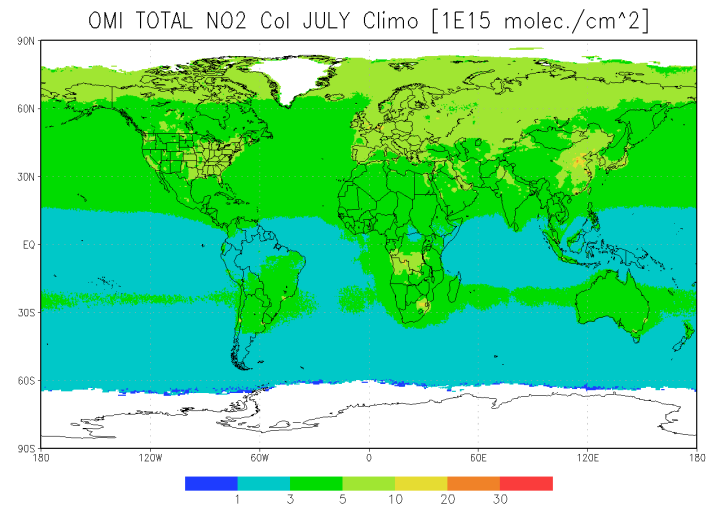 OMI TOTAL NO2 Col JULY Climo [1E15 molec./cm^2]
90N
60N
30N
EQ
30S
60S
90S
180 120W 60W 0 60E 120E 180
1 3 5 10 20 30